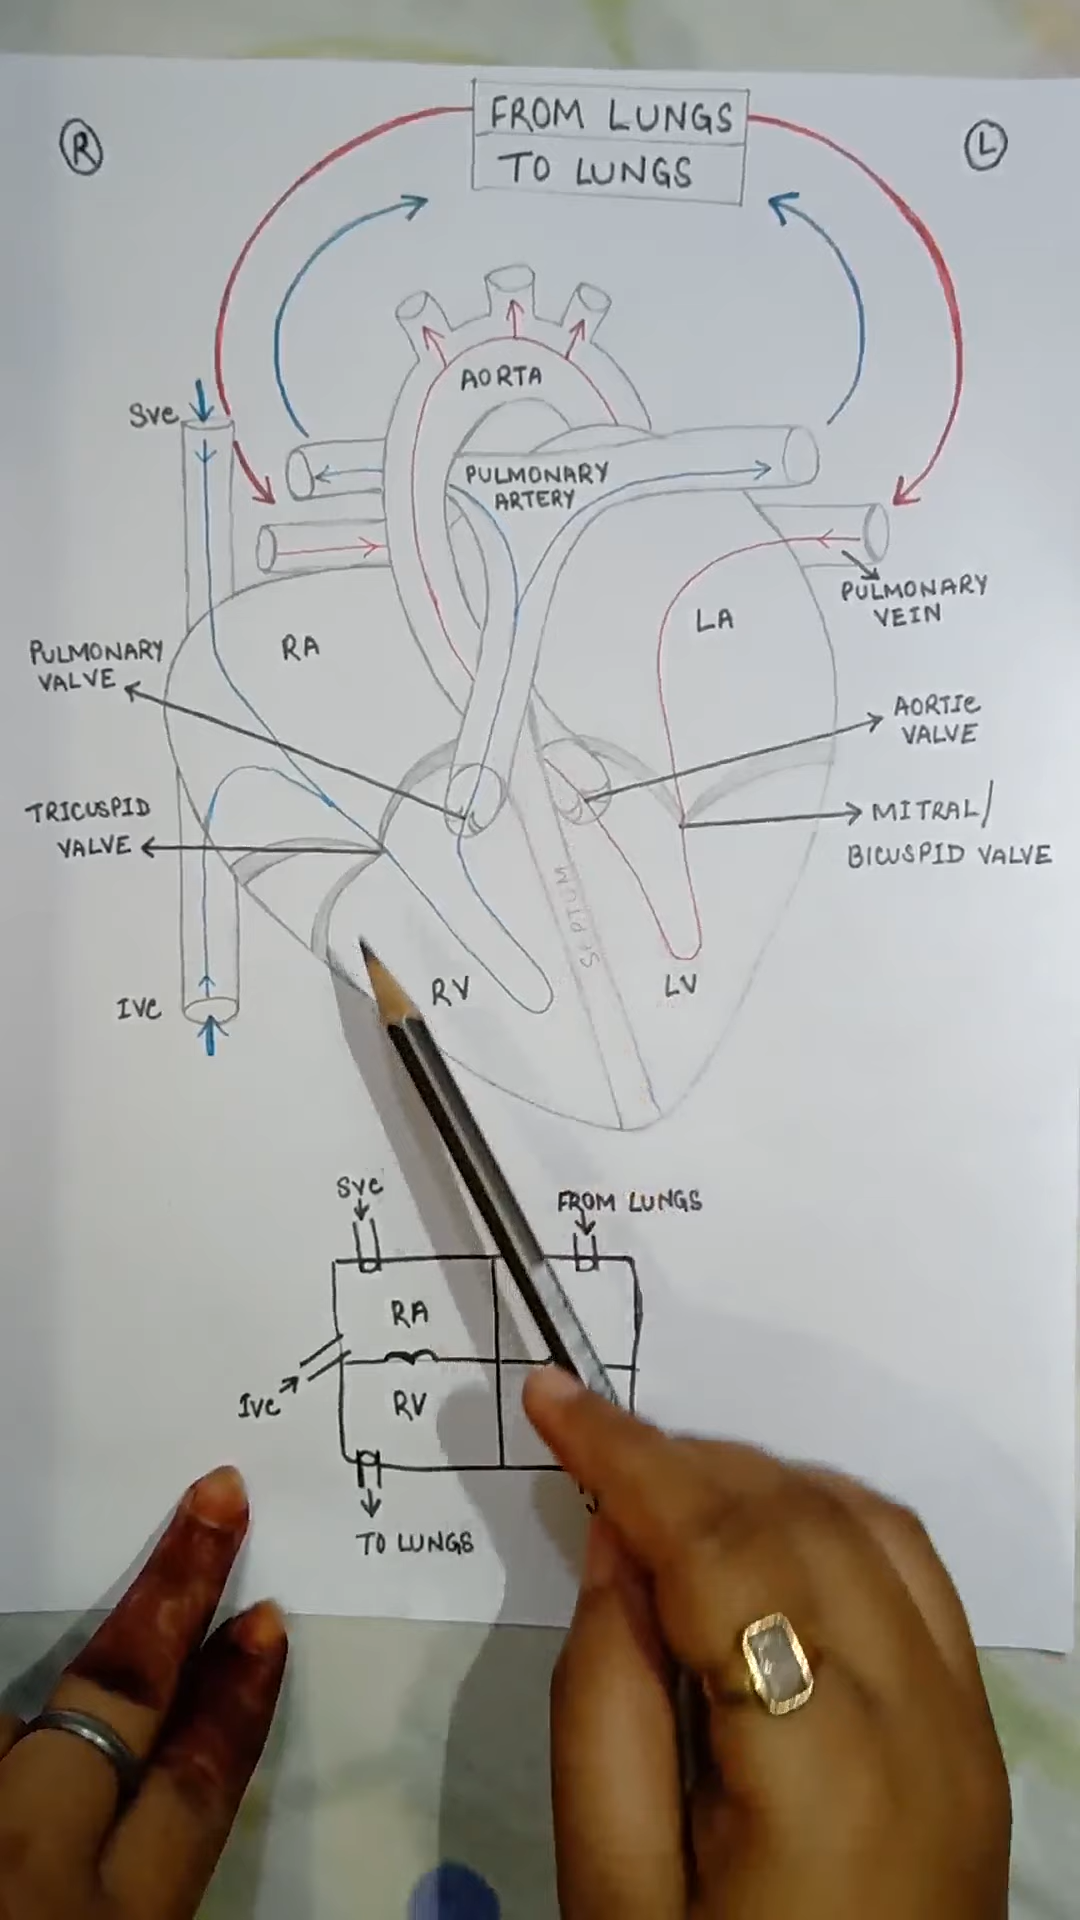 R
L
FROM LUNGS
TO LUNGS
AORTA
SVC
PULMONARY
ARTERY
PULMONARY
VEIN
RA
LA
PULMONARY
VALVE
AORTIC
VALVE
TRICUSPID
VALVE
MITRAL/
BICUSPID VALVE
SEPTUM
RV
LV
IVC
SVC
FROM LUNGS
RA
IVC
RV
TO LUNGS